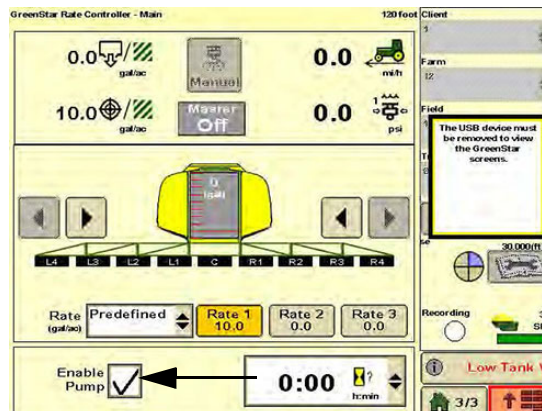 GreenStar Rate Controller - Main
120 foot
Client
1
0.0
gal/ac
Manual
0.0
mi/h
Farm
12
10.0
gal/ac
Master
Off
0.0
1
psi
Field
The USB device must
be removed to view
the GreenStar
screens.
0
(gal)
L4 L3 L2 L1 C R1 R2 R3 R4
se
30.000(ft
Rate
(gal/ac)
Predefined
Rate 1
10.0
Rate 2
0.0
Rate 3
0.0
Recording
Enable
Pump
0:00
?
h:min
Low Tank
3/3